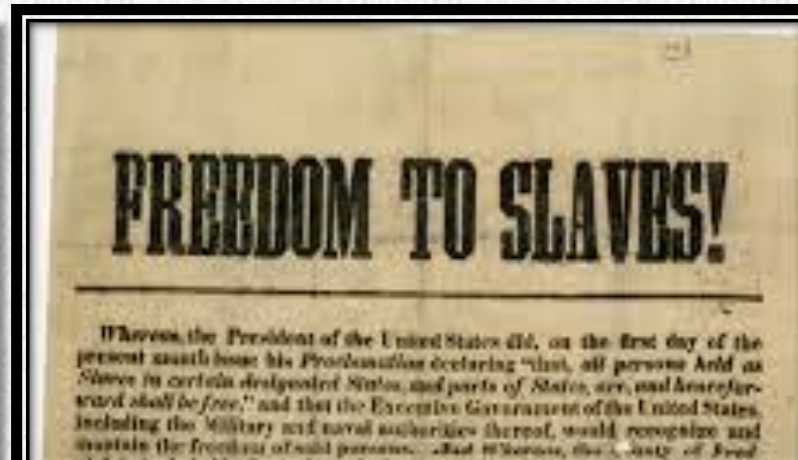 FREEDOM TO SLAVES!
Whereas, the President of the United States did, on the first day of the
present month issue his Proclamation declaring "that, all persons held as
Slaves in certain designated States, and parts of States, are, and hencefor-
ward shall be free," and that the Executive Government of the United States,
including the Military and naval authorities thereof, would recognize and
maintain the freedom of said persons. And Whereas, the County of Fred-